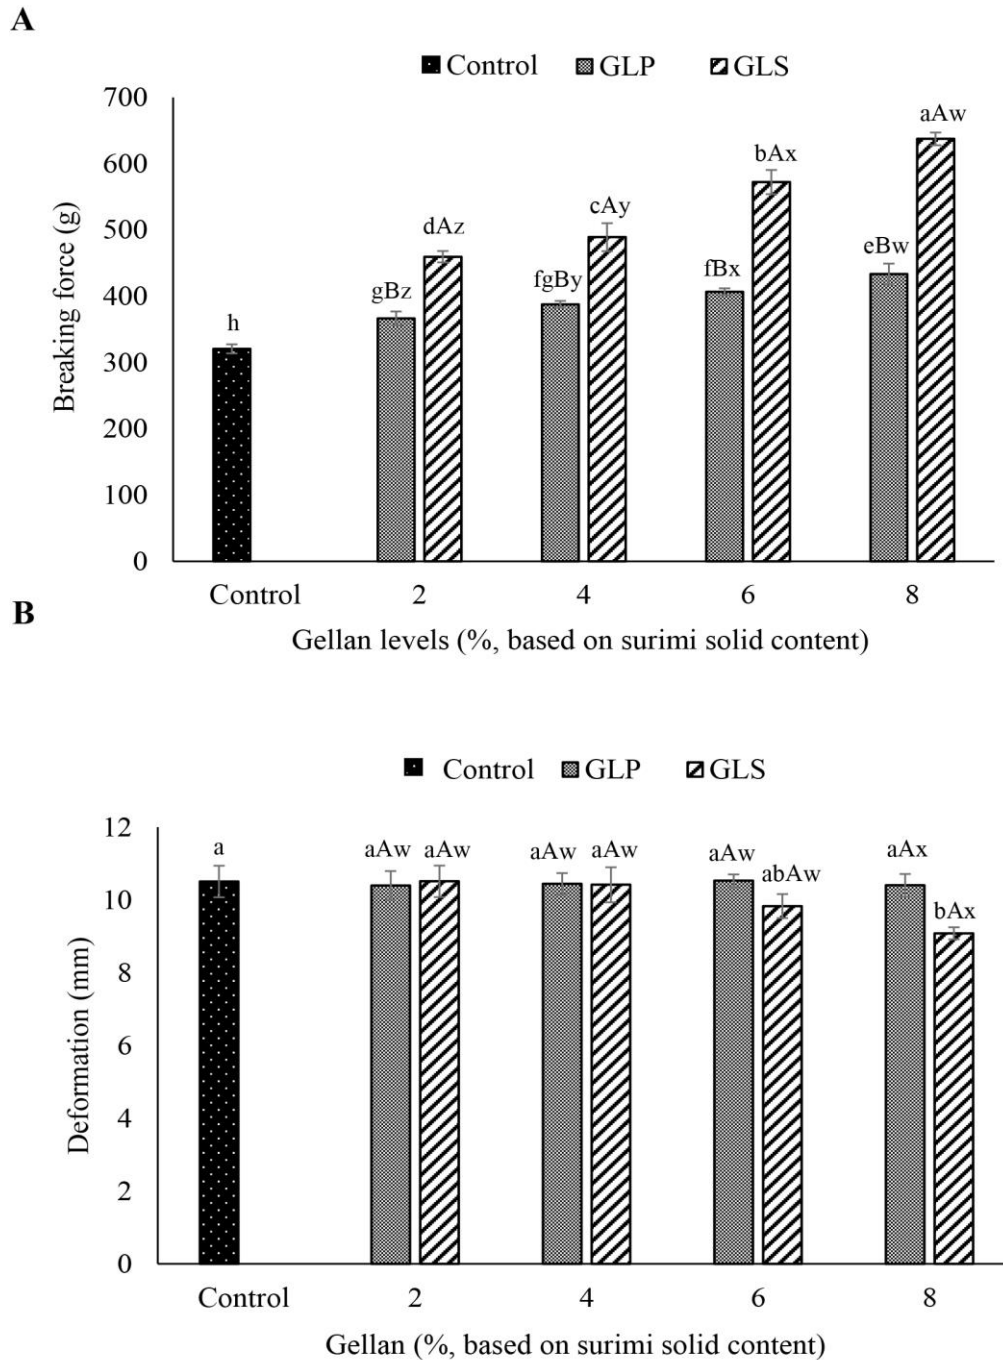 A
Control GLP GLS
700
600
500
400
300
200
100
0
Breaking force (g)
h
gBz
dAz
fgBy
cAy
fBx
bAx
eBw
aAw
Control 2 4 6 8
Gellan levels (%, based on surimi solid content)
B
Control GLP GLS
12
10
8
6
4
2
0
Deformation (mm)
a
aAw
aAw
aAw
aAw
aAw
abAw
aAx
bAx
Control 2 4 6 8
Gellan (%, based on surimi solid content)